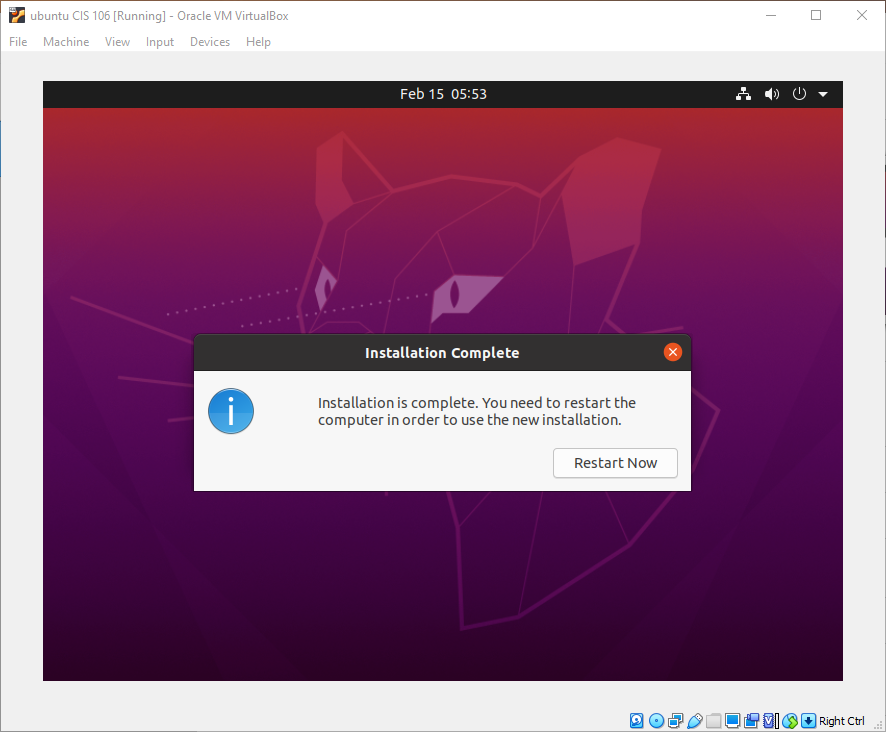 ubuntu CIS 106 [Running] - Oracle VM VirtualBox
File Machine View Input Devices Help
Feb 15 05:53
Installation Complete
Installation is complete. You need to restart the
computer in order to use the new installation.
Restart Now
Right Ctrl